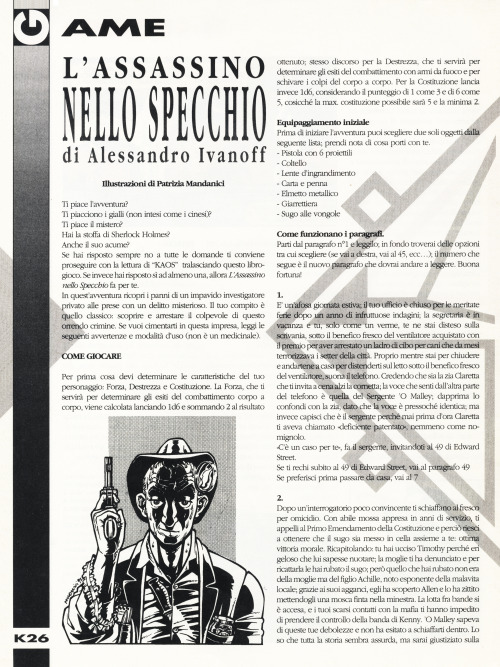 G AME
L'ASSASSINO
NELLO SPECCHIO
di Alessandro Ivanoff
Illustrazioni di Patrizia Mandanici
Ti piace l'avventura?
Ti piacciono i gialli (non intesi come i cinesi)?
Ti piace il mistero?
Hai la stoffa di Sherlock Holmes?
Anche il suo acume?
Se hai risposto sempre no a tutte le domande ti conviene
proseguire con la lettura di "KAOS" tralasciando questo libro-
gioco. Se invece hai risposto sì ad almeno una, allora L'Assassino
nello Specchio fa per te.
In quest'avventura ricopri i panni di un impavido investigatore
privato alle prese con un delitto misterioso. Il tuo compito è
quello classico: scoprire e arrestare il colpevole di questo
orrendo crimine. Se vuoi cimentarti in questa impresa, leggi le
seguenti avvertenze e modalità d'uso (non è un medicinale).
COME GIOCARE
Per prima cosa devi determinare le caratteristiche del tuo
personaggio: Forza, Destrezza e Costituzione. La Forza, che ti
servirà per determinare gli esiti del combattimento corpo a
corpo, viene calcolata lanciando 1d6 e sommando 2 al risultato
K26
ottenuto; stesso discorso per la Destrezza, che ti servirà per
determinare gli esiti del combattimento con armi da fuoco e per
schivare i colpi del corpo a corpo. Per la Costituzione lancia
invece 1d6, considerando il punteggio di 1 come 3 e di 6 come
5, cosicché la max. costituzione possibile sarà 5 e la minima 2.
Equipaggiamento iniziale
Prima di iniziare l'avventura puoi scegliere due soli oggetti dalla
seguente lista; prendi nota di cosa porti con te.
- Pistola con 6 proiettili
- Coltello
- Lente d'ingrandimento
- Carta e penna
- Elmetto metallico
- Giarrettiera
- Sugo alle vongole
Come funzionano i paragrafi.
Parti dal paragrafo n°1 e leggilo; in fondo troverai delle opzioni
tra cui scegliere (se vai a destra, vai al 45, ecc...); il numero che
segue è il nuovo paragrafo che dovrai andare a leggere. Buona
fortuna!
1.
E' un'afosa giornata estiva; il tuo ufficio è chiuso per le meritate
ferie dopo un anno di infruttuose indagini; la segretaria è in
vacanza e tu, solo come un verme, te ne stai disteso sulla
scrivania, sotto il benefico fresco del ventilatore acquistato con
il premio per aver arrestato un ladro di cibo per cani che da mesi
terrorizzava i setter della città. Proprio mentre stai per chiudere
e andartene a casa per distenderti sul letto sotto il benefico fresco
del ventilatore, suona il telefono. Credendo che sia la zia Claretta
che ti invita a cena alzi la cornetta; la voce che senti dall'altra parte
del telefono è quella del Sergente 'O Malley; dapprima lo
confondi con la zia, dato che la voce è pressoché identica; ma
invece capisci che è il sergente perché mai prima d'ora Claretta
ti aveva chiamato «deficiente patentato», nemmeno come no-
mignolo.
«C'è un caso per te», fa il sergente, invitandoti al 49 di Edward
Street.
Se ti rechi subito al 49 di Edward Street, vai al paragrafo 49
Se preferisci prima passare da casa, vai al 7
2.
Dopo un'interrogatorio poco convincente ti schiaffano al fresco
per omicidio. Con abile mossa appresa in anni di servizio, ti
appelli al Primo Emendamento della Costituzione e perciò riesci
a ottenere che il sugo sia messo in cella assieme a te: ottima
vittoria morale. Ricapitolando: tu hai ucciso Timothy perché eri
geloso che lui sapesse nuotare; la moglie ti ha denunciato e per
ricattarla le hai rubato il sugo; però quello che hai rubato non era
della moglie ma del figlio Achille, noto esponente della malavita
locale; grazie ai suoi agganci, egli ha scoperto Allen e lo ha zittito
mettendogli una mosca finta nella minestra. La lotta fra bande si
è accesa, e i tuoi scarsi contatti con la mafia ti hanno impedito
di prendere il controllo della banda di Kenny. 'O Malley sapeva
di queste tue debolezze e non ha esitato a schiaffarti dentro. Lo
so che tutta la storia sembra assurda, ma sarai giustiziato sulla